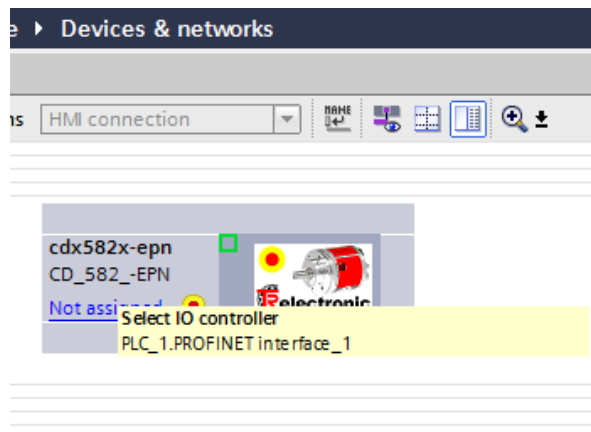 e ▸ Devices & networks
ns HMI connection
NAME
cdx582x-epn
CD_582_-EPN
Not assi
electronic
Select IO controller
PLC_1.PROFINET interface_1